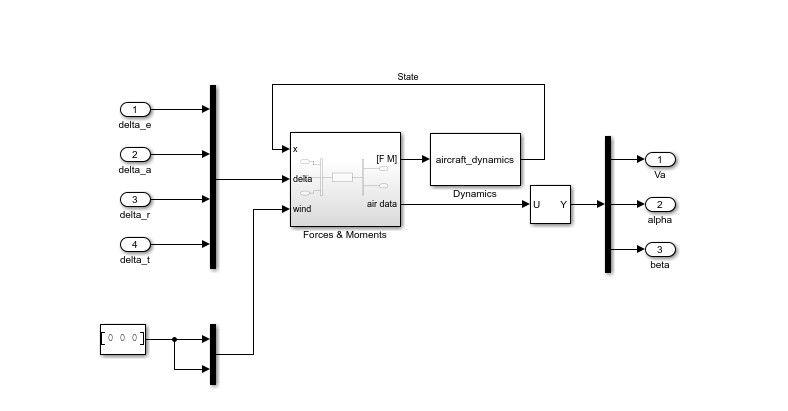 State
1
delta_e
2
delta_a
3
delta_r
4
delta_t
x
delta
wind
[F M]
air data
Forces & Moments
aircraft_dynamics
Dynamics
U Y
1
Va
2
alpha
3
beta
[ 0 0 0 ]